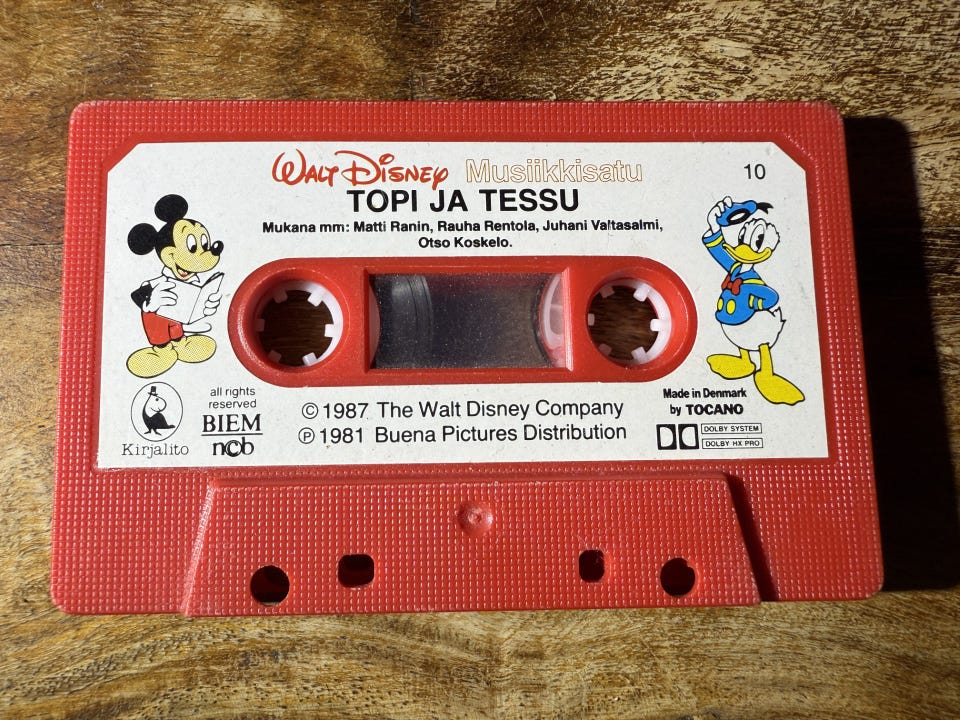 WALT DISNEY Musiikkisatu
10
TOPI JA TESSU
Mukana mm: Matti Ranin, Rauha Rentola, Juhani Valtasalmi,
Otso Koskelo.
Kirjalito
all rights
reserved
BIEM
ncb
© 1987 The Walt Disney Company
℗ 1981 Buena Pictures Distribution
Made in Denmark
by TOCANO
DOLBY SYSTEM
DOLBY HX PRO